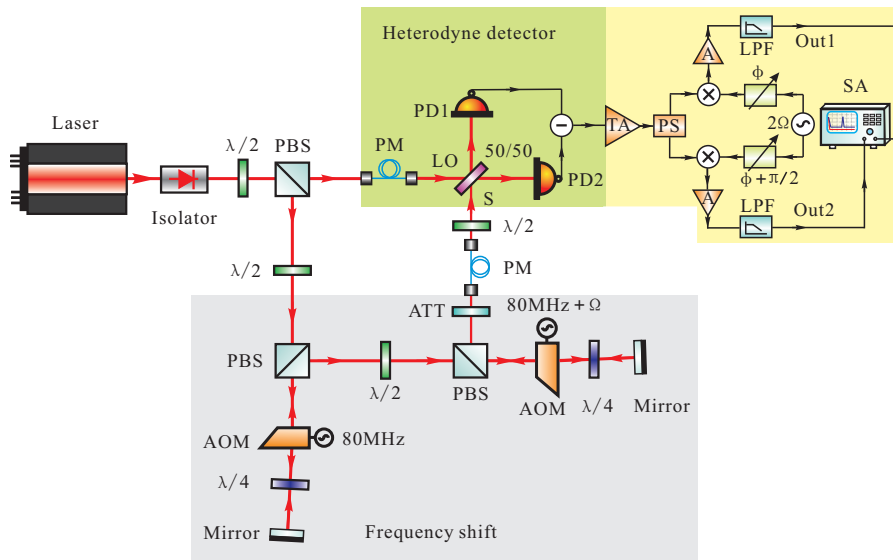 Heterodyne detector
Laser
λ/2
PBS
Isolator
PM
LO
PD1
50/50
PD2
S
TA
PS
A
LPF
Out1
ϕ
2Ω
SA
ϕ+π/2
A
LPF
Out2
λ/2
λ/2
PM
ATT
80MHz+Ω
PBS
λ/2
PBS
AOM
λ/4
Mirror
AOM
80MHz
λ/4
Mirror
Frequency shift